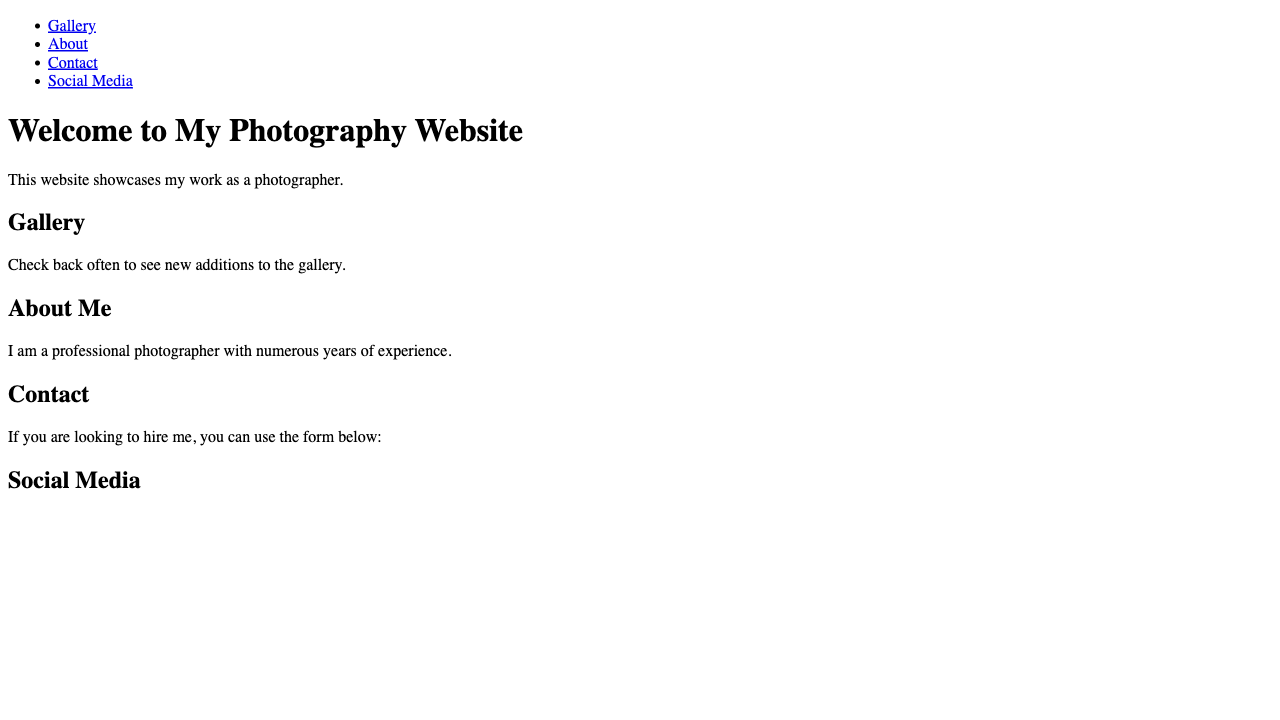 Gallery
About
Contact
Social Media
Welcome to My Photography Website
This website showcases my work as a photographer.
Gallery
Check back often to see new additions to the gallery.
About Me
I am a professional photographer with numerous years of experience.
Contact
If you are looking to hire me, you can use the form below:
Social Media